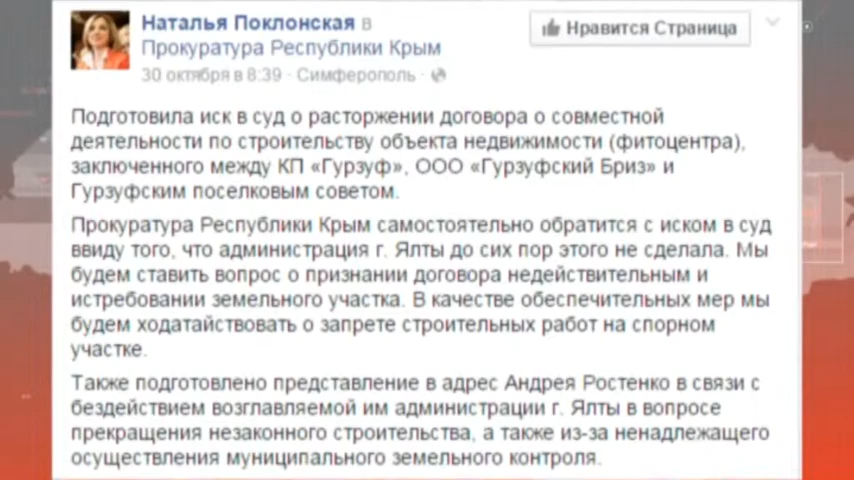 Наталья Поклонская в
Прокуратура Республики Крым
Нравится Страница
30 октября в 8:39 · Симферополь ·
Подготовила иск в суд о расторжении договора о совместной
деятельности по строительству объекта недвижимости (фитоцентра),
заключенного между КП «Гурзуф», ООО «Гурзуфский Бриз» и
Гурзуфским поселковым советом.
Прокуратура Республики Крым самостоятельно обратится с иском в суд
ввиду того, что администрация г. Ялты до сих пор этого не сделала. Мы
будем ставить вопрос о признании договора недействительным и
истребовании земельного участка. В качестве обеспечительных мер мы
будем ходатайствовать о запрете строительных работ на спорном
участке.
Также подготовлено представление в адрес Андрея Ростенко в связи с
бездействием возглавляемой им администрации г. Ялты в вопросе
прекращения незаконного строительства, а также из-за ненадлежащего
осуществления муниципального земельного контроля.